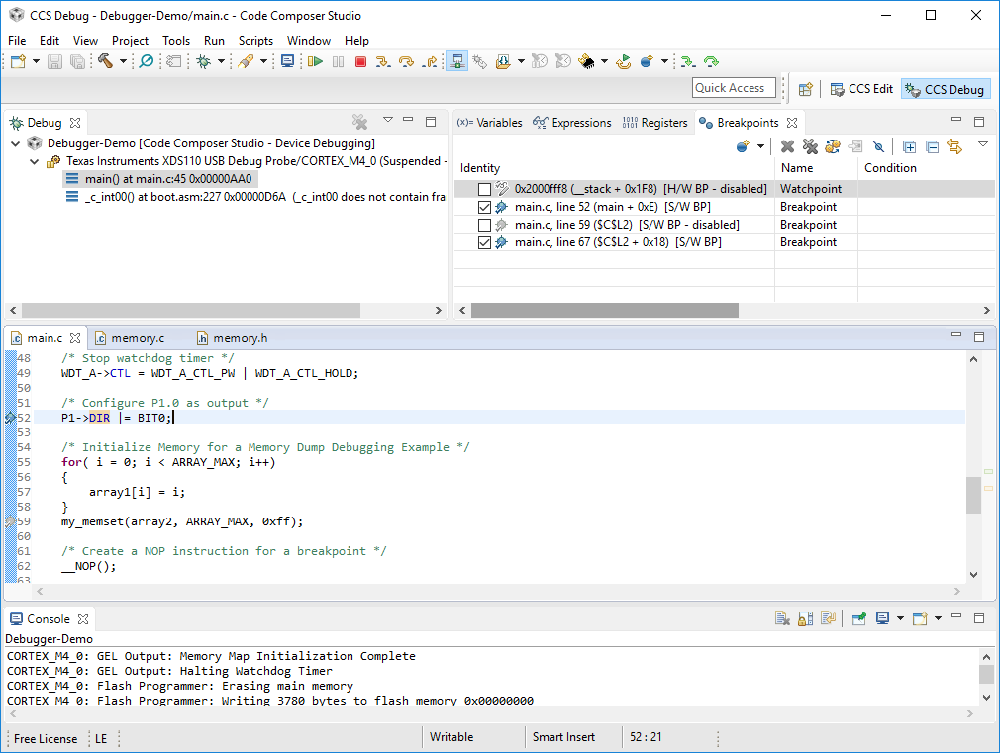 CCS Debug - Debugger-Demo/main.c - Code Composer Studio
File Edit View Project Tools Run Scripts Window Help
Quick Access CCS Edit CCS Debug
Debug
Debugger-Demo [Code Composer Studio - Device Debugging]
Texas Instruments XDS110 USB Debug Probe/CORTEX_M4_0 (Suspended -
main() at main.c:45 0x00000AA0
_c_int00() at boot.asm:227 0x00000D6A (_c_int00 does not contain fra
(x)= Variables Expressions 1010 0101 Registers Breakpoints
Identity Name Condition
0x2000fff8 (__stack + 0x1F8) [H/W BP - disabled] Watchpoint
main.c, line 52 (main + 0xE) [S/W BP] Breakpoint
main.c, line 59 ($C$L2) [S/W BP - disabled] Breakpoint
main.c, line 67 ($C$L2 + 0x18) [S/W BP] Breakpoint
main.c memory.c memory.h
48 /* Stop watchdog timer */
49 WDT_A->CTL = WDT_A_CTL_PW | WDT_A_CTL_HOLD;
50
51 /* Configure P1.0 as output */
52 P1->DIR |= BIT0;
53
54 /* Initialize Memory for a Memory Dump Debugging Example */
55 for( i = 0; i < ARRAY_MAX; i++)
56 {
57 array1[i] = i;
58 }
59 my_memset(array2, ARRAY_MAX, 0xff);
60
61 /* Create a NOP instruction for a breakpoint */
62 __NOP();
63
Console
Debugger-Demo
CORTEX_M4_0: GEL Output: Memory Map Initialization Complete
CORTEX_M4_0: GEL Output: Halting Watchdog Timer
CORTEX_M4_0: Flash Programmer: Erasing main memory
CORTEX_M4_0: Flash Programmer: Writing 3780 bytes to flash memory 0x00000000
Free License LE Writable Smart Insert 52 : 21